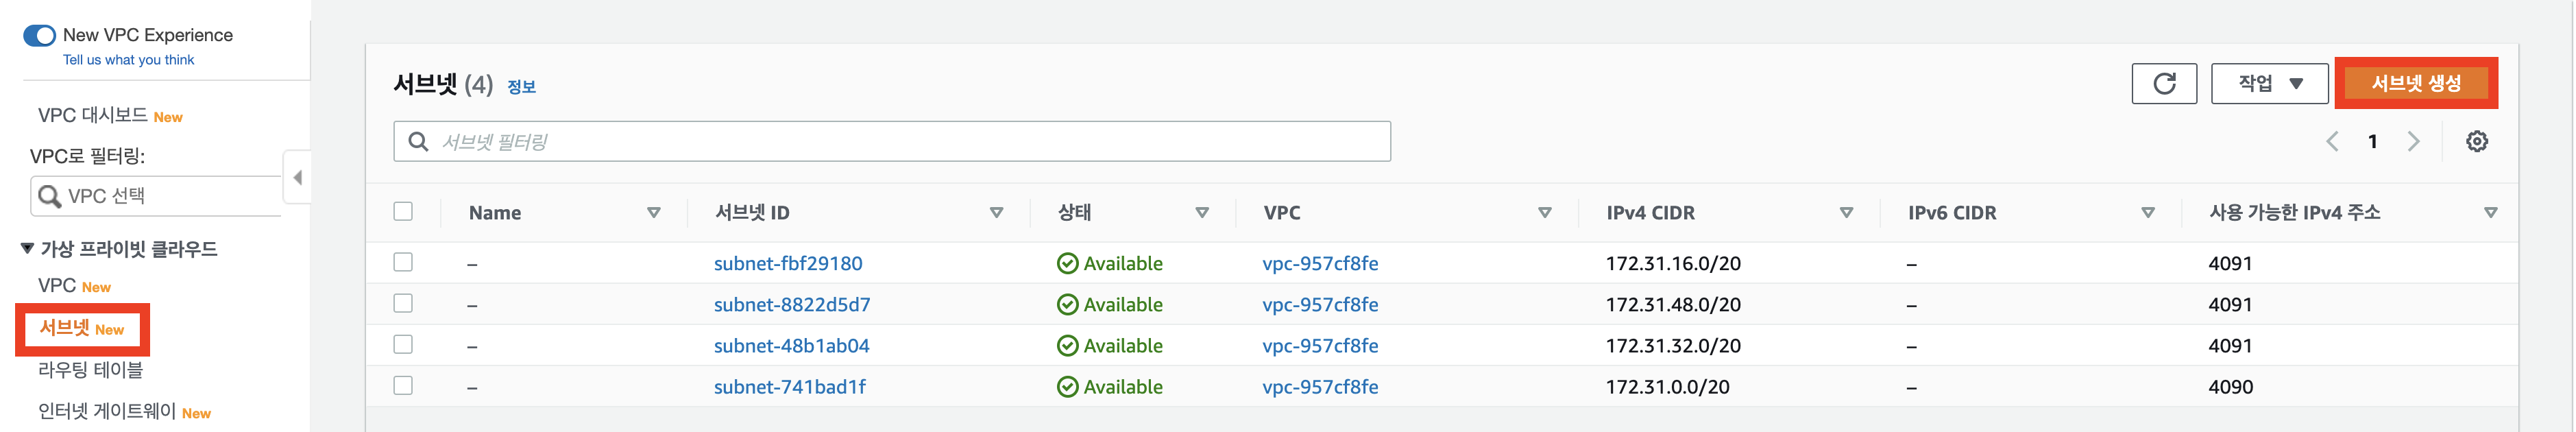 New VPC Experience
Tell us what you think
VPC 대시보드 New
VPC로 필터링:
VPC 선택
가상 프라이빗 클라우드
VPC New
서브넷 New
라우팅 테이블
인터넷 게이트웨이 New
서브넷 (4) 정보
작업
서브넷 생성
서브넷 필터링
1
Name 서브넷 ID 상태 VPC IPv4 CIDR IPv6 CIDR 사용 가능한 IPv4 주소
– subnet-fbf29180 Available vpc-957cf8fe 172.31.16.0/20 – 4091
– subnet-8822d5d7 Available vpc-957cf8fe 172.31.48.0/20 – 4091
– subnet-48b1ab04 Available vpc-957cf8fe 172.31.32.0/20 – 4091
– subnet-741bad1f Available vpc-957cf8fe 172.31.0.0/20 – 4090